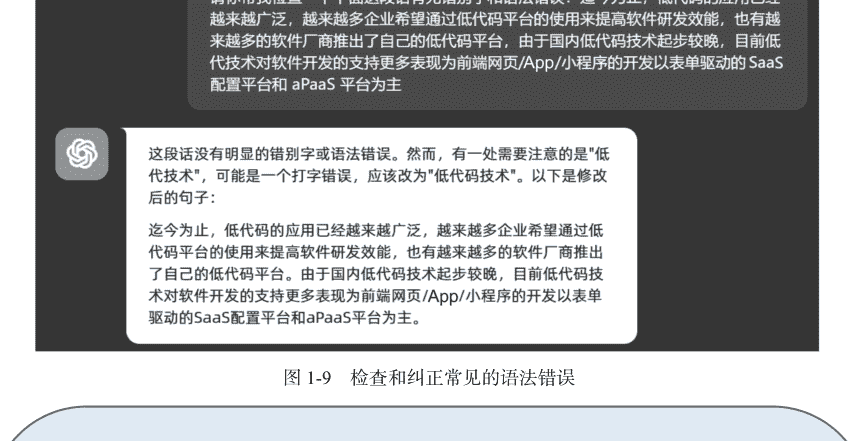 越来越广泛，越来越多企业希望通过低代码平台的使用来提高软件研发效能，也有越
来越多的软件厂商推出了自己的低代码平台，由于国内低代码技术起步较晚，目前低
代技术对软件开发的支持更多表现为前端网页/App/小程序的开发以表单驱动的 SaaS
配置平台和 aPaaS 平台为主
这段话没有明显的错别字或语法错误。然而，有一处需要注意的是"低
代技术"，可能是一个打字错误，应该改为"低代码技术"。以下是修改
后的句子：
迄今为止，低代码的应用已经越来越广泛，越来越多企业希望通过低
代码平台的使用来提高软件研发效能，也有越来越多的软件厂商推出
了自己的低代码平台。由于国内低代码技术起步较晚，目前低代码技
术对软件开发的支持更多表现为前端网页/App/小程序的开发以表单
驱动的SaaS配置平台和aPaaS平台为主。
图 1-9　检查和纠正常见的语法错误